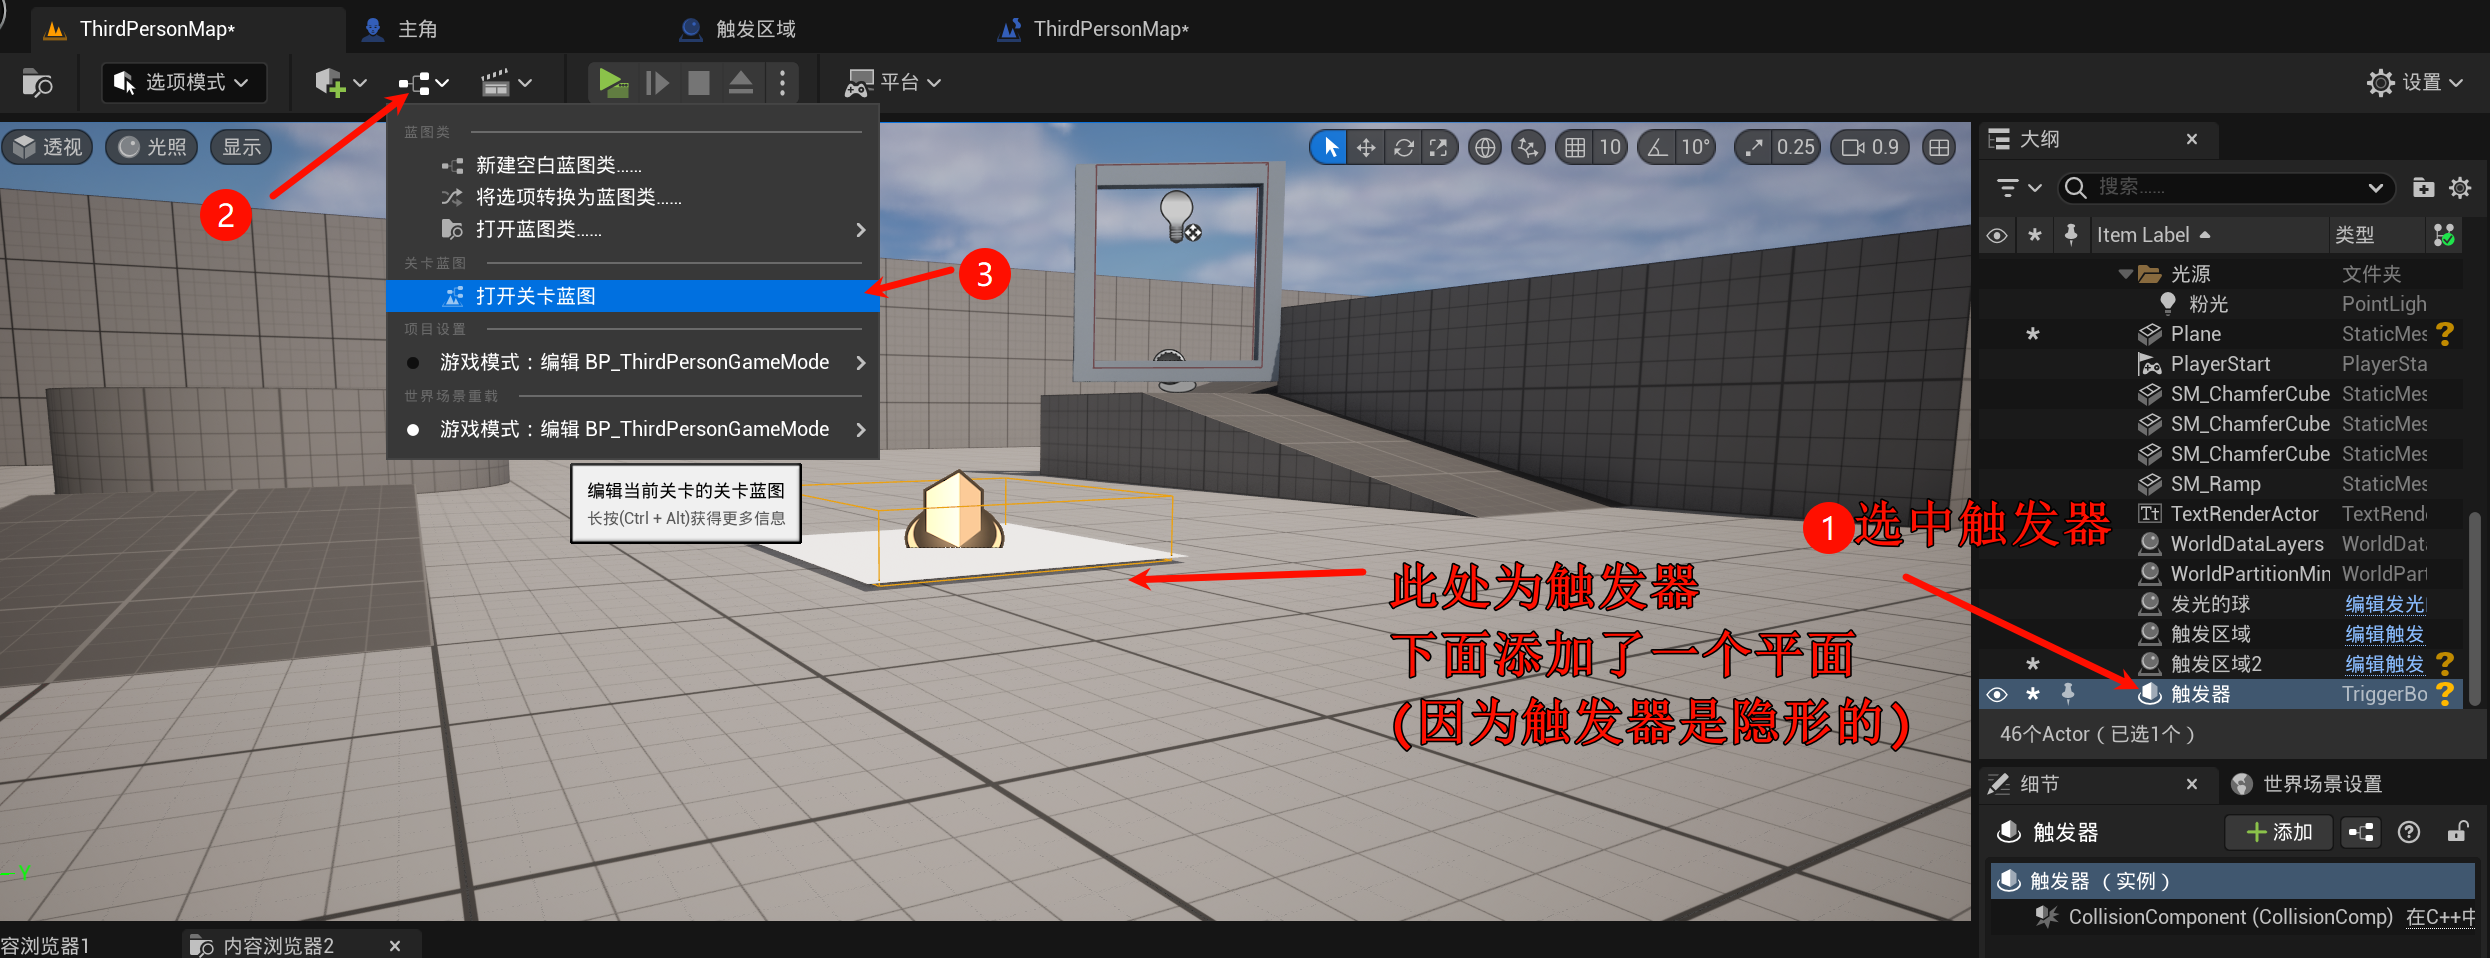 ThirdPersonMap*
主角
触发区域
ThirdPersonMap*
选项模式
平台
设置
透视
光照
显示
10
10°
0.25
0.9
蓝图类
新建空白蓝图类......
将选项转换为蓝图类......
打开蓝图类......
关卡蓝图
打开关卡蓝图
项目设置
游戏模式：编辑 BP_ThirdPersonGameMode
世界场景重载
游戏模式：编辑 BP_ThirdPersonGameMode
编辑当前关卡的关卡蓝图
长按(Ctrl + Alt)获得更多信息
2
3
1 选中触发器
此处为触发器
下面添加了一个平面
(因为触发器是隐形的)
Y
大纲
搜索......
Item Label 类型
光源 文件夹
粉光 PointLigh
Plane StaticMes
PlayerStart PlayerSta
SM_ChamferCube StaticMes
SM_ChamferCube StaticMes
SM_ChamferCube StaticMes
SM_Ramp StaticMes
TextRenderActor TextRende
WorldDataLayers WorldData
WorldPartitionMin WorldPart
发光的球 编辑发光
触发区域 编辑触发
触发区域2 编辑触发
触发器 TriggerBo
46个Actor（已选1个）
细节
世界场景设置
触发器
添加
触发器 （实例）
CollisionComponent (CollisionComp) 在C++中
容浏览器1
内容浏览器2